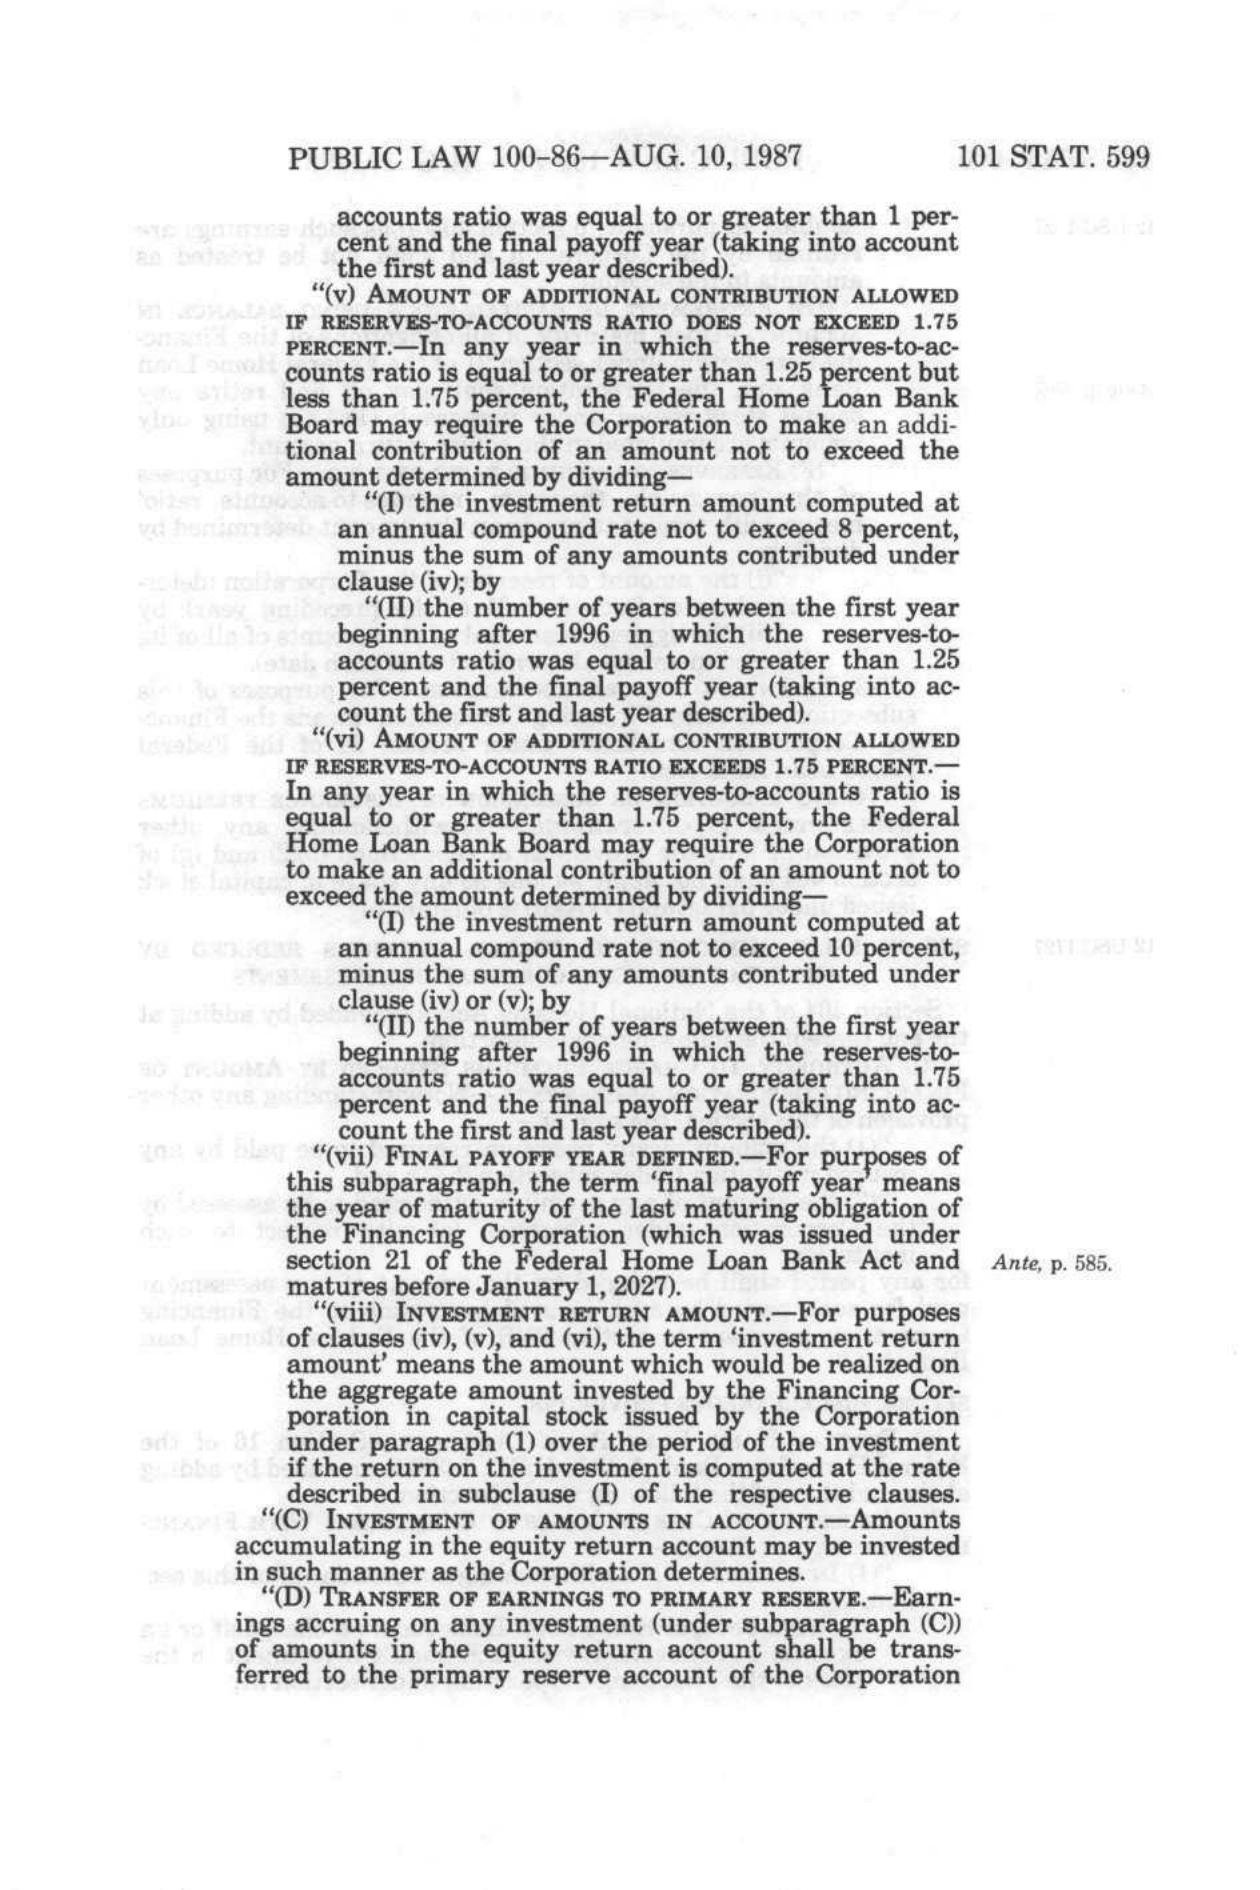 PUBLIC LAW 100–86—AUG. 10, 1987 101 STAT. 599
accounts ratio was equal to or greater than 1 per-
cent and the final payoff year (taking into account
the first and last year described).
“(v) AMOUNT OF ADDITIONAL CONTRIBUTION ALLOWED
IF RESERVES-TO-ACCOUNTS RATIO DOES NOT EXCEED 1.75
PERCENT.—In any year in which the reserves-to-ac-
counts ratio is equal to or greater than 1.25 percent but
less than 1.75 percent, the Federal Home Loan Bank
Board may require the Corporation to make an addi-
tional contribution of an amount not to exceed the
amount determined by dividing—
“(I) the investment return amount computed at
an annual compound rate not to exceed 8 percent,
minus the sum of any amounts contributed under
clause (iv); by
“(II) the number of years between the first year
beginning after 1996 in which the reserves-to-
accounts ratio was equal to or greater than 1.25
percent and the final payoff year (taking into ac-
count the first and last year described).
“(vi) AMOUNT OF ADDITIONAL CONTRIBUTION ALLOWED
IF RESERVES-TO-ACCOUNTS RATIO EXCEEDS 1.75 PERCENT.—
In any year in which the reserves-to-accounts ratio is
equal to or greater than 1.75 percent, the Federal
Home Loan Bank Board may require the Corporation
to make an additional contribution of an amount not to
exceed the amount determined by dividing—
“(I) the investment return amount computed at
an annual compound rate not to exceed 10 percent,
minus the sum of any amounts contributed under
clause (iv) or (v); by
“(II) the number of years between the first year
beginning after 1996 in which the reserves-to-
accounts ratio was equal to or greater than 1.75
percent and the final payoff year (taking into ac-
count the first and last year described).
“(vii) FINAL PAYOFF YEAR DEFINED.—For purposes of
this subparagraph, the term ‘final payoff year’ means
the year of maturity of the last maturing obligation of
the Financing Corporation (which was issued under
section 21 of the Federal Home Loan Bank Act and
matures before January 1, 2027).
Ante, p. 585.
“(viii) INVESTMENT RETURN AMOUNT.—For purposes
of clauses (iv), (v), and (vi), the term ‘investment return
amount’ means the amount which would be realized on
the aggregate amount invested by the Financing Cor-
poration in capital stock issued by the Corporation
under paragraph (1) over the period of the investment
if the return on the investment is computed at the rate
described in subclause (I) of the respective clauses.
“(C) INVESTMENT OF AMOUNTS IN ACCOUNT.—Amounts
accumulating in the equity return account may be invested
in such manner as the Corporation determines.
“(D) TRANSFER OF EARNINGS TO PRIMARY RESERVE.—Earn-
ings accruing on any investment (under subparagraph (C))
of amounts in the equity return account shall be trans-
ferred to the primary reserve account of the Corporation